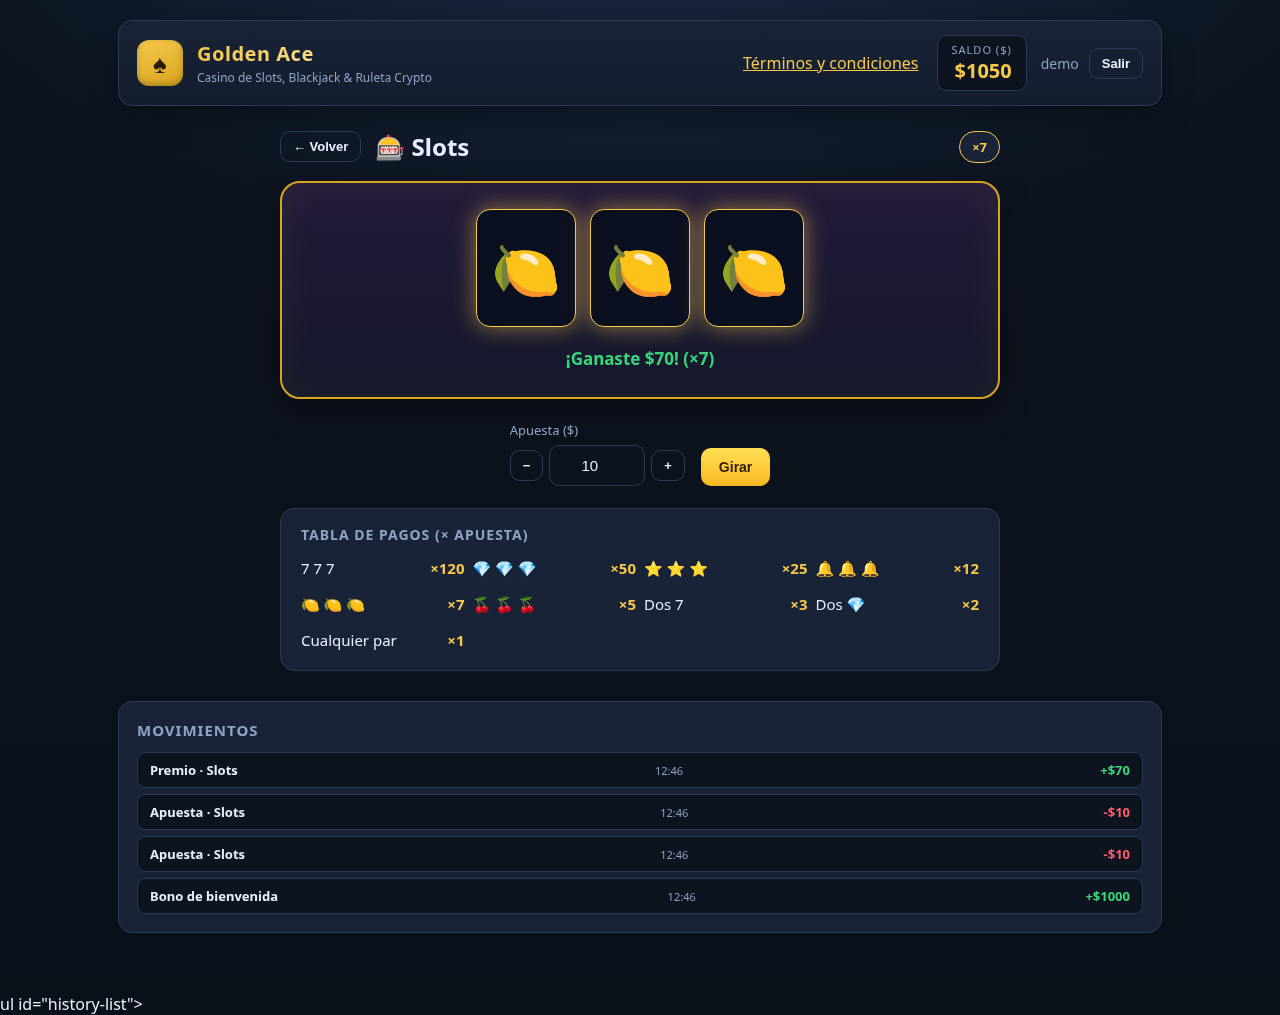 Golden Ace
Casino de Slots, Blackjack & Ruleta Crypto
Términos y condiciones
SALDO ($)
$1050
demo
Salir
← Volver
🎰 Slots
×7
¡Ganaste $70! (×7)
Apuesta ($)
−
10
+
Girar
TABLA DE PAGOS (× APUESTA)
7 7 7 ×120 💎 💎 💎 ×50 ⭐ ⭐ ⭐ ×25 🔔 🔔 🔔 ×12
🍋 🍋 🍋 ×7 🍒 🍒 🍒 ×5 Dos 7 ×3 Dos 💎 ×2
Cualquier par ×1
MOVIMIENTOS
Premio · Slots 12:46 +$70
Apuesta · Slots 12:46 -$10
Apuesta · Slots 12:46 -$10
Bono de bienvenida 12:46 +$1000
ul id="history-list">